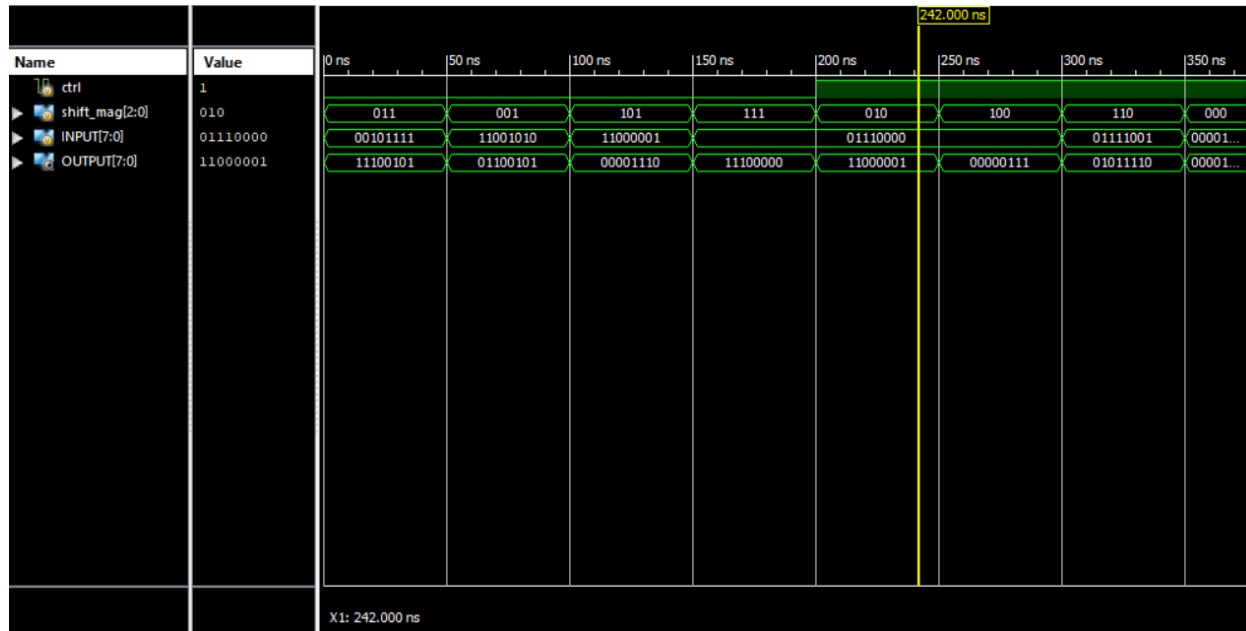 242.000 ns
Name Value 0 ns 50 ns 100 ns 150 ns 200 ns 250 ns 300 ns 350 ns
ctrl 1
shift_mag[2:0] 010 011 001 101 111 010 100 110 000
INPUT[7:0] 01110000 00101111 11001010 11000001 01110000 01111001 00001...
OUTPUT[7:0] 11000001 11100101 01100101 00001110 11100000 11000001 00000111 01011110 00001...
X1: 242.000 ns